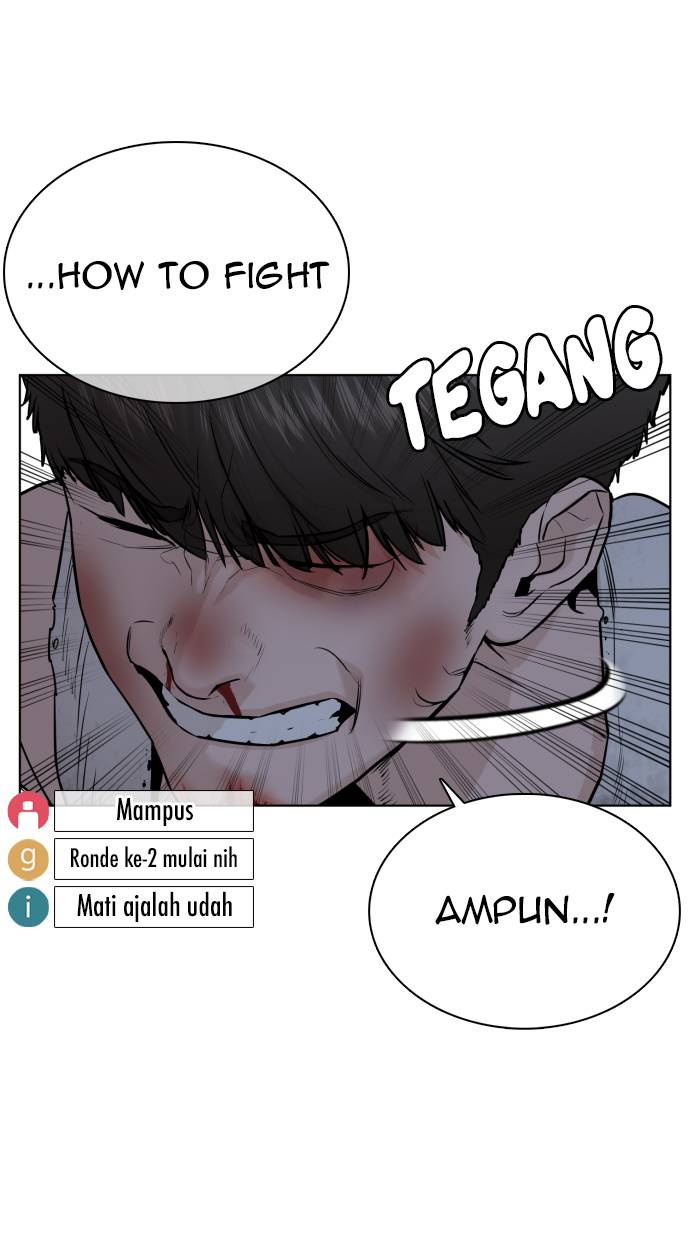 ...HOW TO FIGHT
TEGANG
Mampus
g
Ronde ke-2 mulai nih
i
Mati ajalah udah
AMPUN...!